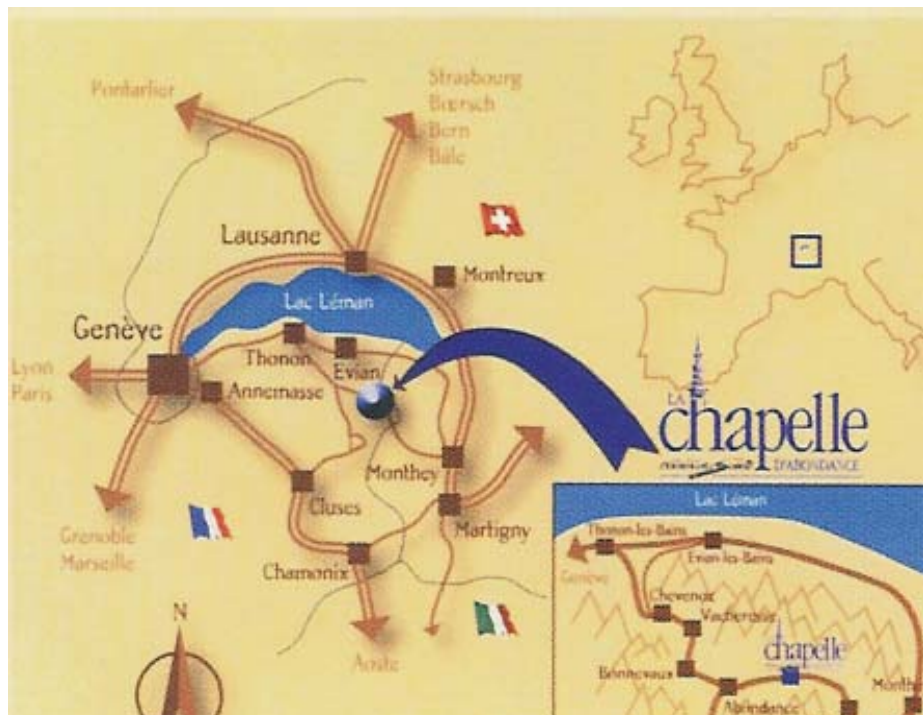 Pontarlier
Strasbourg
Bœrsch
Bern
Bâle
Lausanne
Montreux
Lac Léman
Genève
Thonon
Evian
Lyon
Paris
Annemasse
LA
chapelle
D'ABONDANCE
Monthey
Cluses
Martigny
Grenoble
Marseille
Chamonix
Aoste
N
Lac Léman
Thonon-les-Bains
Evian-les-Bains
Genève
Chevenoz
Vacheresse
chapelle
Bonnevaux
Abondance
Monthe